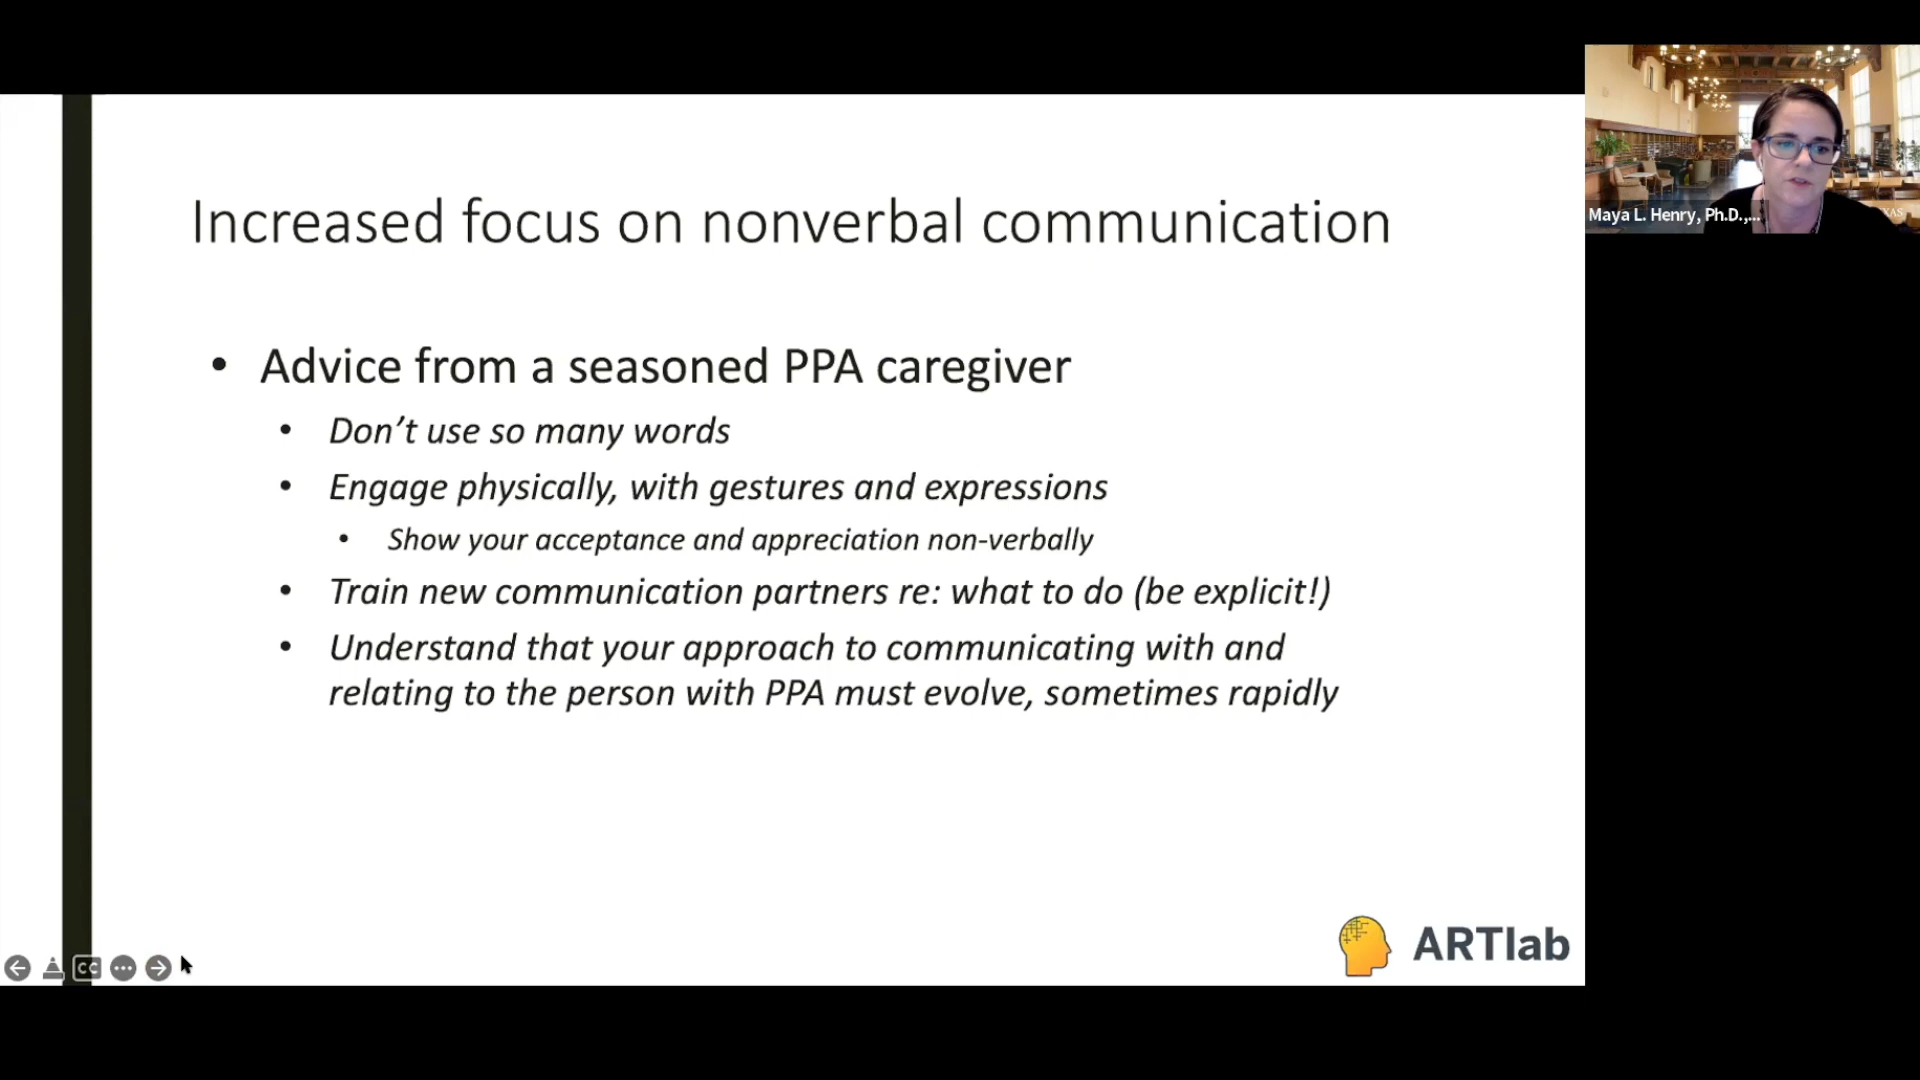 Increased focus on nonverbal communication
• Advice from a seasoned PPA caregiver
• Don’t use so many words
• Engage physically, with gestures and expressions
• Show your acceptance and appreciation non-verbally
• Train new communication partners re: what to do (be explicit!)
• Understand that your approach to communicating with and
relating to the person with PPA must evolve, sometimes rapidly
ARTlab
CC
Maya L. Henry, Ph.D.,...